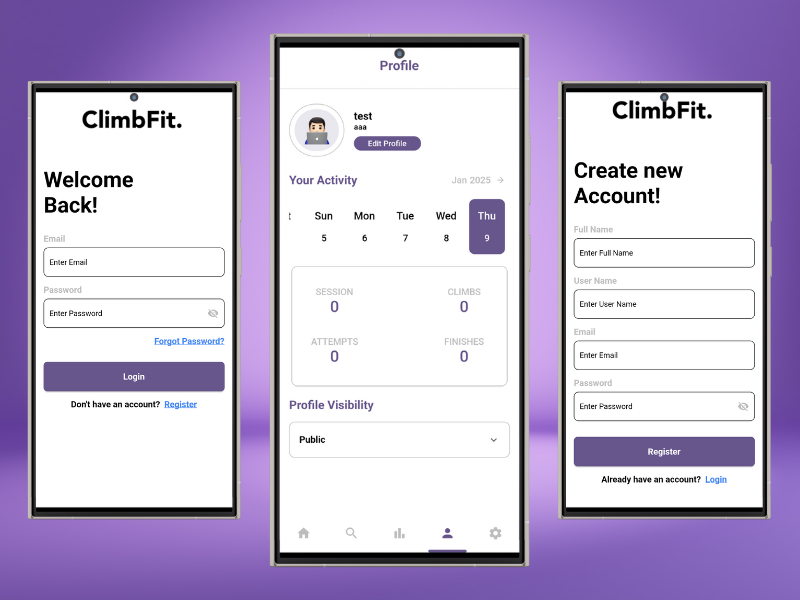 ClimbFit.
Welcome
Back!
Email
Enter Email
Password
Enter Password
Forgot Password?
Login
Don't have an account? Register
Profile
test
aaa
Edit Profile
Your Activity
Jan 2025
t Sun Mon Tue Wed Thu
5 6 7 8 9
SESSION CLIMBS
0 0
ATTEMPTS FINISHES
0 0
Profile Visibility
Public
ClimbFit.
Create new
Account!
Full Name
Enter Full Name
User Name
Enter User Name
Email
Enter Email
Password
Enter Password
Register
Already have an account? Login